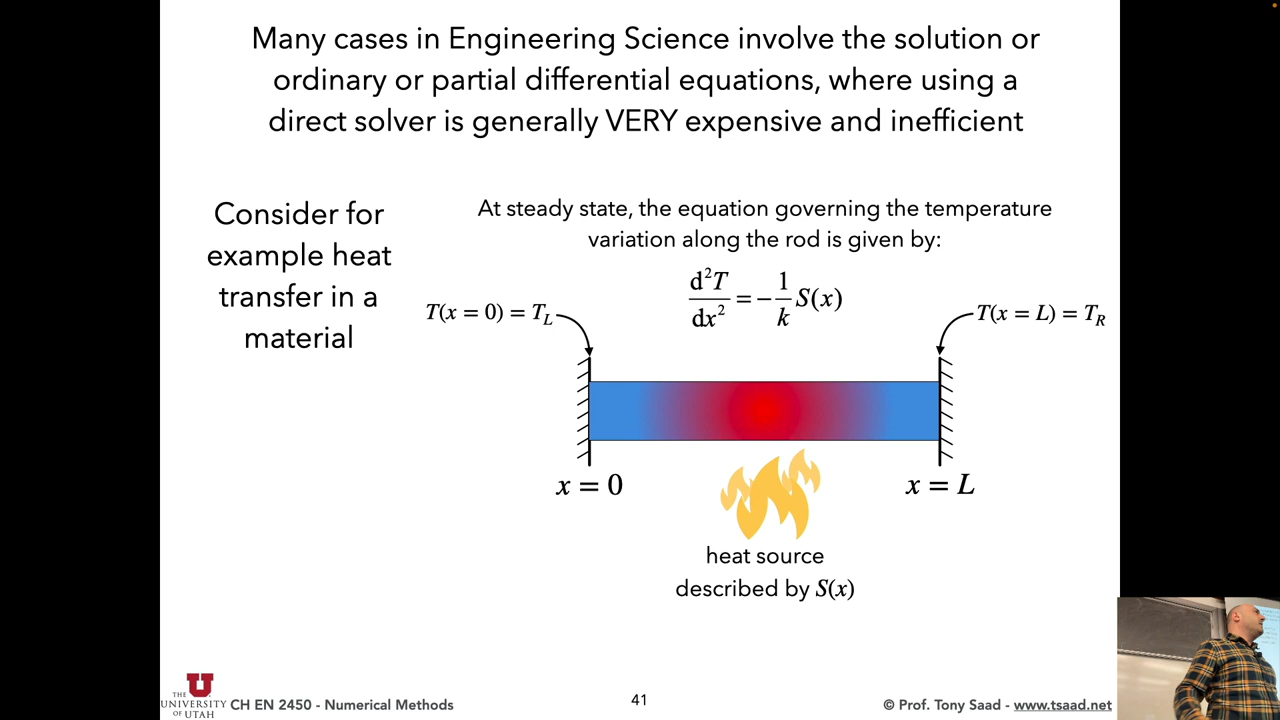 Many cases in Engineering Science involve the solution or
ordinary or partial differential equations, where using a
direct solver is generally VERY expensive and inefficient
Consider for
example heat
transfer in a
material
At steady state, the equation governing the temperature
variation along the rod is given by:
d²T/dx² = −1/k S(x)
T(x = 0) = T_L
T(x = L) = T_R
x = 0
x = L
heat source
described by S(x)
U
THE
UNIVERSITY
OF UTAH
CH EN 2450 - Numerical Methods
41
© Prof. Tony Saad - www.tsaad.net